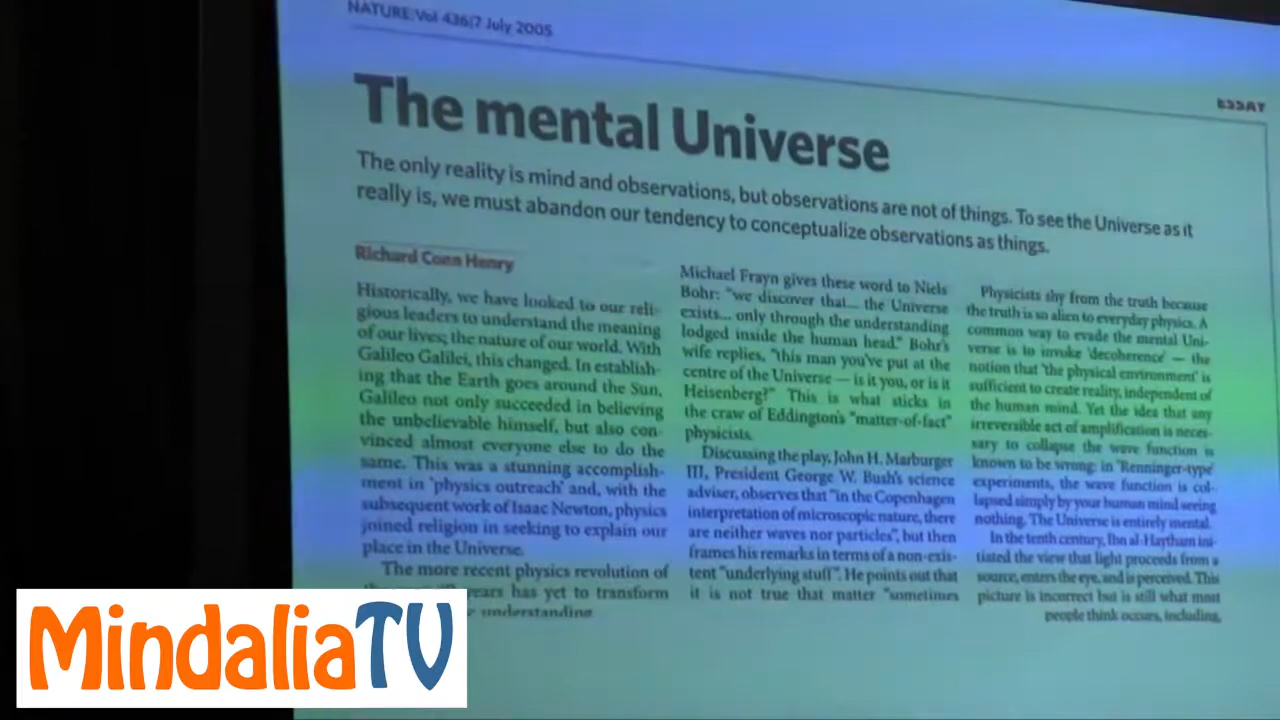 NATURE|Vol 436|7 July 2005
ESSAY
The mental Universe
The only reality is mind and observations, but observations are not of things. To see the Universe as it
really is, we must abandon our tendency to conceptualize observations as things.
Richard Conn Henry
Historically, we have looked to our reli-
gious leaders to understand the meaning
of our lives; the nature of our world. With
Galileo Galilei, this changed. In establish-
ing that the Earth goes around the Sun,
Galileo not only succeeded in believing
the unbelievable himself, but also con-
vinced almost everyone else to do the
same. This was a stunning accomplish-
ment in 'physics outreach' and, with the
subsequent work of Isaac Newton, physics
joined religion in seeking to explain our
place in the Universe.
The more recent physics revolution of
years has yet to transform
understanding
Michael Frayn gives these word to Niels
Bohr: "we discover that... the Universe
exists... only through the understanding
lodged inside the human head." Bohr's
wife replies, "this man you've put at the
centre of the Universe — is it you, or is it
Heisenberg?" This is what sticks in
the craw of Eddington's "matter-of-fact"
physicists.
Discussing the play, John H. Marburger
III, President George W. Bush's science
adviser, observes that "in the Copenhagen
interpretation of microscopic nature, there
are neither waves nor particles", but then
frames his remarks in terms of a non-exis-
tent "underlying stuff". He points out that
it is not true that matter "sometimes
Physicists shy from the truth because
the truth is so alien to everyday physics. A
common way to evade the mental Uni-
verse is to invoke 'decoherence' — the
notion that 'the physical environment' is
sufficient to create reality, independent of
the human mind. Yet the idea that any
irreversible act of amplification is neces-
sary to collapse the wave function is
known to be wrong: in 'Renninger-type'
experiments, the wave function is col-
lapsed simply by your human mind seeing
nothing. The Universe is entirely mental.
In the tenth century, Ibn al-Haytham ini-
tiated the view that light proceeds from a
source, enters the eye, and is perceived. This
picture is incorrect but is still what most
people think occurs, including,
MindaliaTV